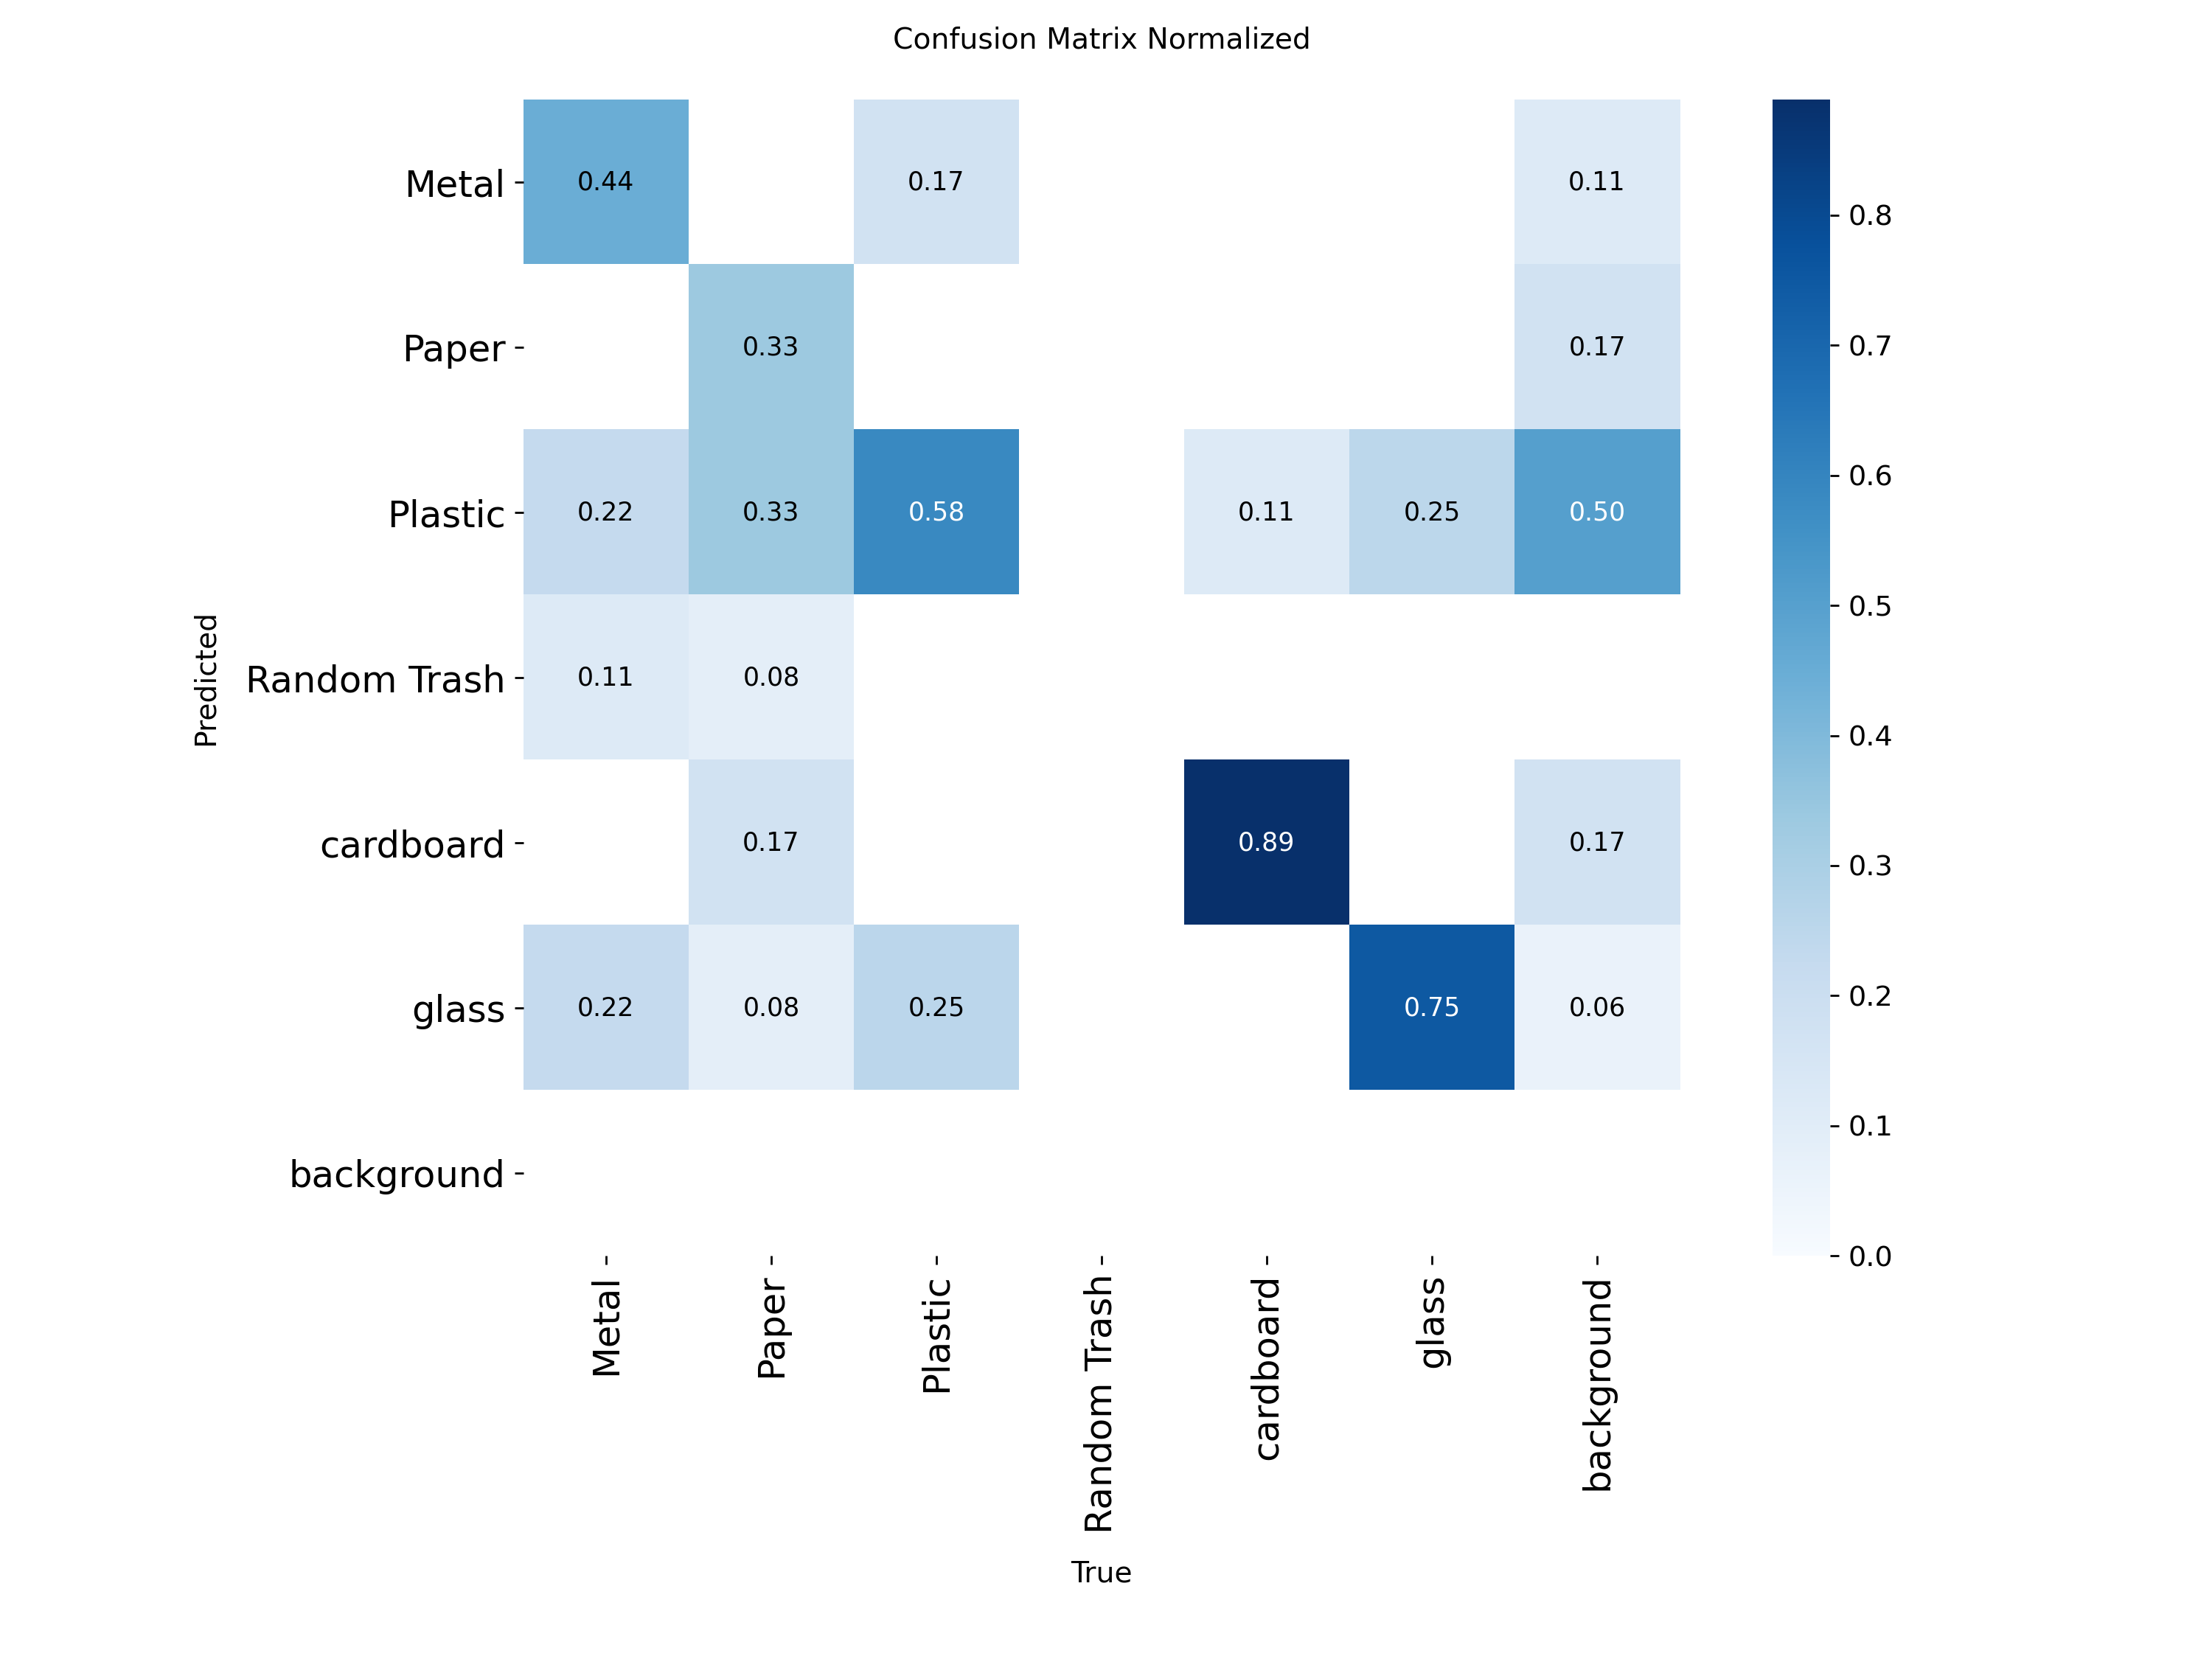 Confusion Matrix Normalized
Metal
0.44
0.17
0.11
Paper
0.33
0.17
Plastic
0.22
0.33
0.58
0.11
0.25
0.50
Random Trash
0.11
0.08
cardboard
0.17
0.89
0.17
glass
0.22
0.08
0.25
0.75
0.06
background
Predicted
Metal
Paper
Plastic
Random Trash
cardboard
glass
background
True
0.8
0.7
0.6
0.5
0.4
0.3
0.2
0.1
0.0